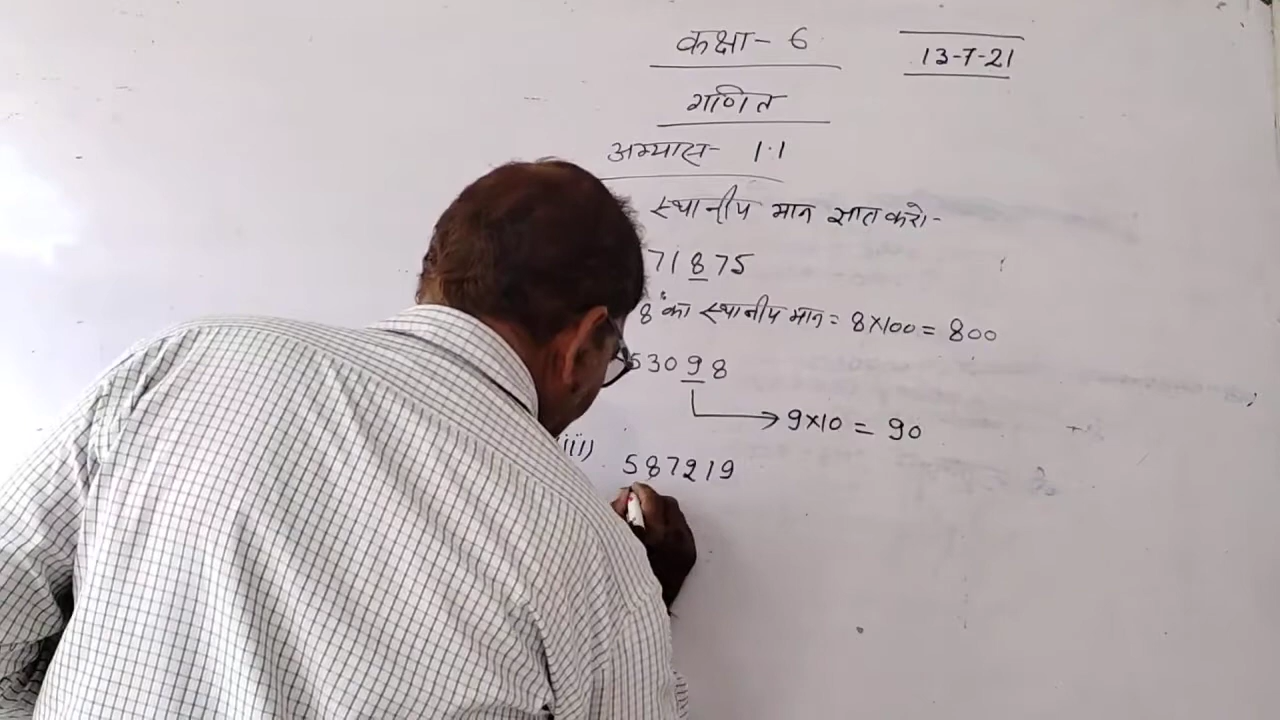 कक्षा- 6
13-7-21
गणित
अभ्यास- 1.1
स्थानीय मान ज्ञात करो-
71875
8 का स्थानीय मान = 8×100 = 800
53098
9×10 = 90
iii) 587219